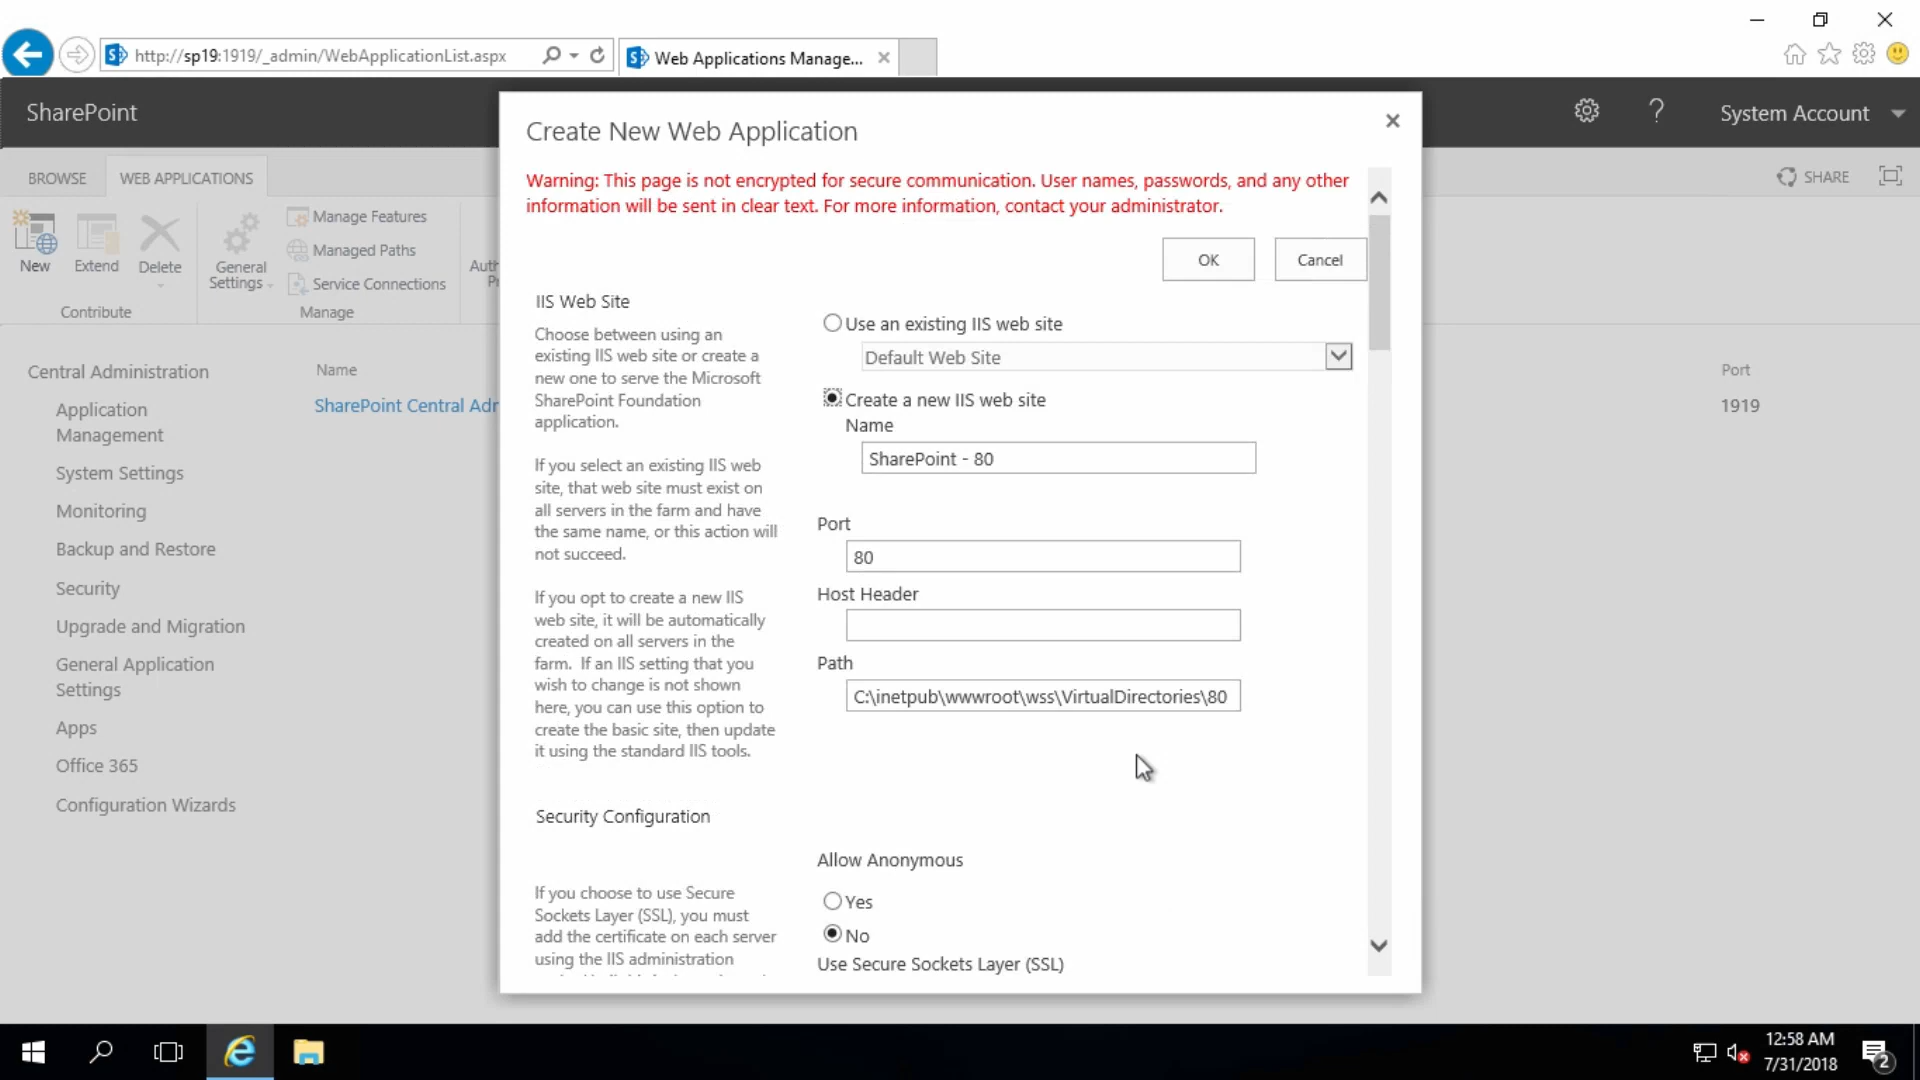 http://sp19:1919/_admin/WebApplicationList.aspx
Web Applications Manage...
SharePoint
System Account
BROWSE
WEB APPLICATIONS
SHARE
New
Extend
Delete
Contribute
General
Settings
Manage Features
Managed Paths
Service Connections
Manage
Central Administration
Application
Management
System Settings
Monitoring
Backup and Restore
Security
Upgrade and Migration
General Application
Settings
Apps
Office 365
Configuration Wizards
Name
SharePoint Central Adr
Port
1919
Create New Web Application
Warning: This page is not encrypted for secure communication. User names, passwords, and any other
information will be sent in clear text. For more information, contact your administrator.
OK
Cancel
IIS Web Site
Choose between using an
existing IIS web site or create a
new one to serve the Microsoft
SharePoint Foundation
application.
If you select an existing IIS web
site, that web site must exist on
all servers in the farm and have
the same name, or this action will
not succeed.
If you opt to create a new IIS
web site, it will be automatically
created on all servers in the
farm. If an IIS setting that you
wish to change is not shown
here, you can use this option to
create the basic site, then update
it using the standard IIS tools.
Use an existing IIS web site
Default Web Site
Create a new IIS web site
Name
SharePoint - 80
Port
80
Host Header
Path
C:\inetpub\wwwroot\wss\VirtualDirectories\80
Security Configuration
If you choose to use Secure
Sockets Layer (SSL), you must
add the certificate on each server
using the IIS administration
Allow Anonymous
Yes
No
Use Secure Sockets Layer (SSL)
12:58 AM
7/31/2018
2